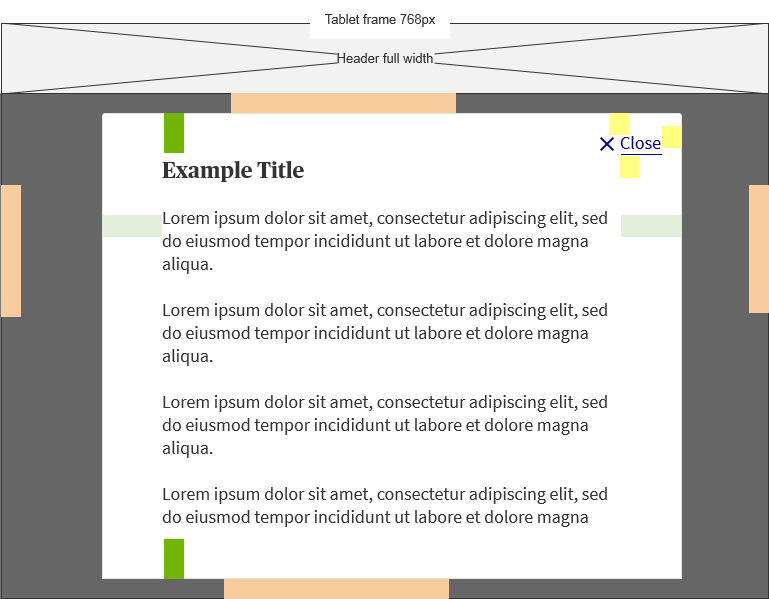 Tablet frame 768px
Header full width
Close
Example Title
Lorem ipsum dolor sit amet, consectetur adipiscing elit, sed
do eiusmod tempor incididunt ut labore et dolore magna
aliqua.
Lorem ipsum dolor sit amet, consectetur adipiscing elit, sed
do eiusmod tempor incididunt ut labore et dolore magna
aliqua.
Lorem ipsum dolor sit amet, consectetur adipiscing elit, sed
do eiusmod tempor incididunt ut labore et dolore magna
aliqua.
Lorem ipsum dolor sit amet, consectetur adipiscing elit, sed
do eiusmod tempor incididunt ut labore et dolore magna